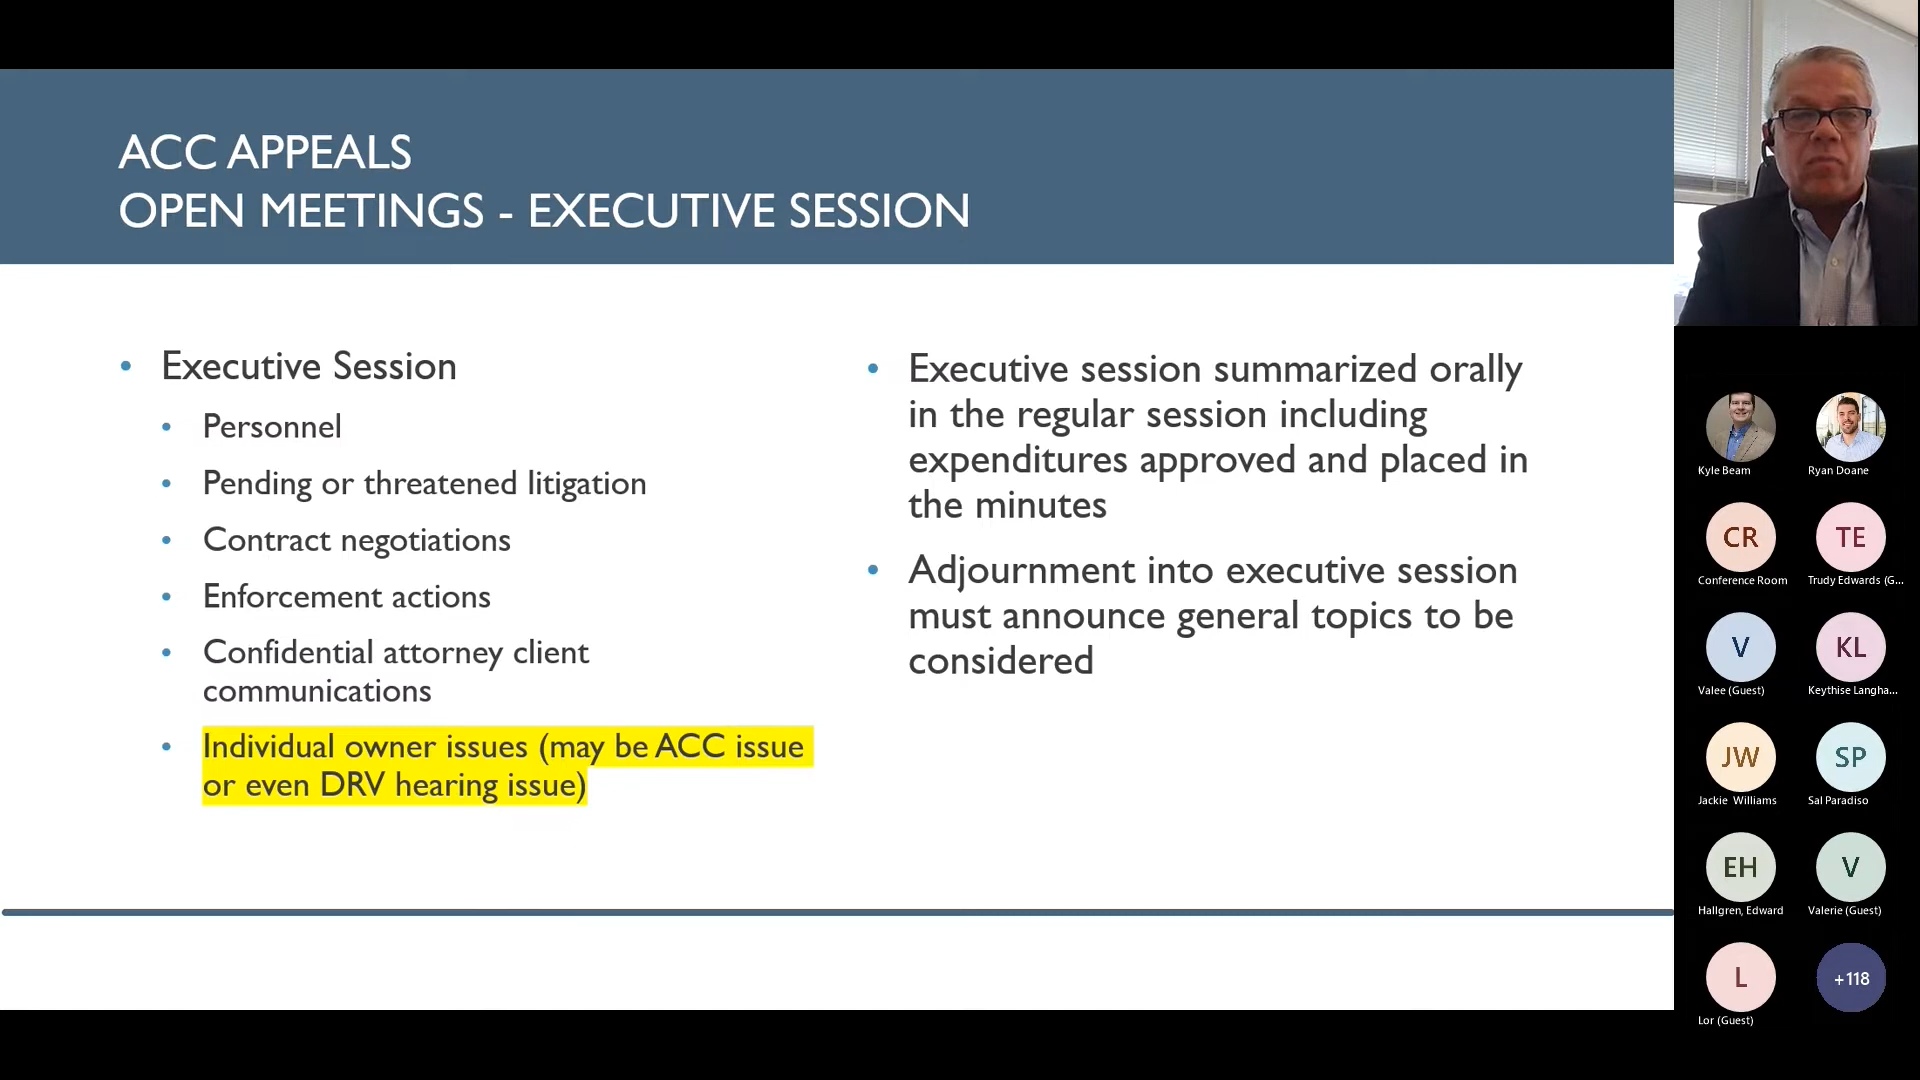 ACC APPEALS
OPEN MEETINGS - EXECUTIVE SESSION
• Executive Session
• Personnel
• Pending or threatened litigation
• Contract negotiations
• Enforcement actions
• Confidential attorney client
communications
• Individual owner issues (may be ACC issue
or even DRV hearing issue)
• Executive session summarized orally
in the regular session including
expenditures approved and placed in
the minutes
• Adjournment into executive session
must announce general topics to be
considered
Kyle Beam
Ryan Doane
CR
TE
Conference Room
Trudy Edwards (G...
V
KL
Valee (Guest)
Keythise Langha...
JW
SP
Jackie Williams
Sal Paradiso
EH
V
Hallgren, Edward
Valerie (Guest)
L
+118
Lor (Guest)